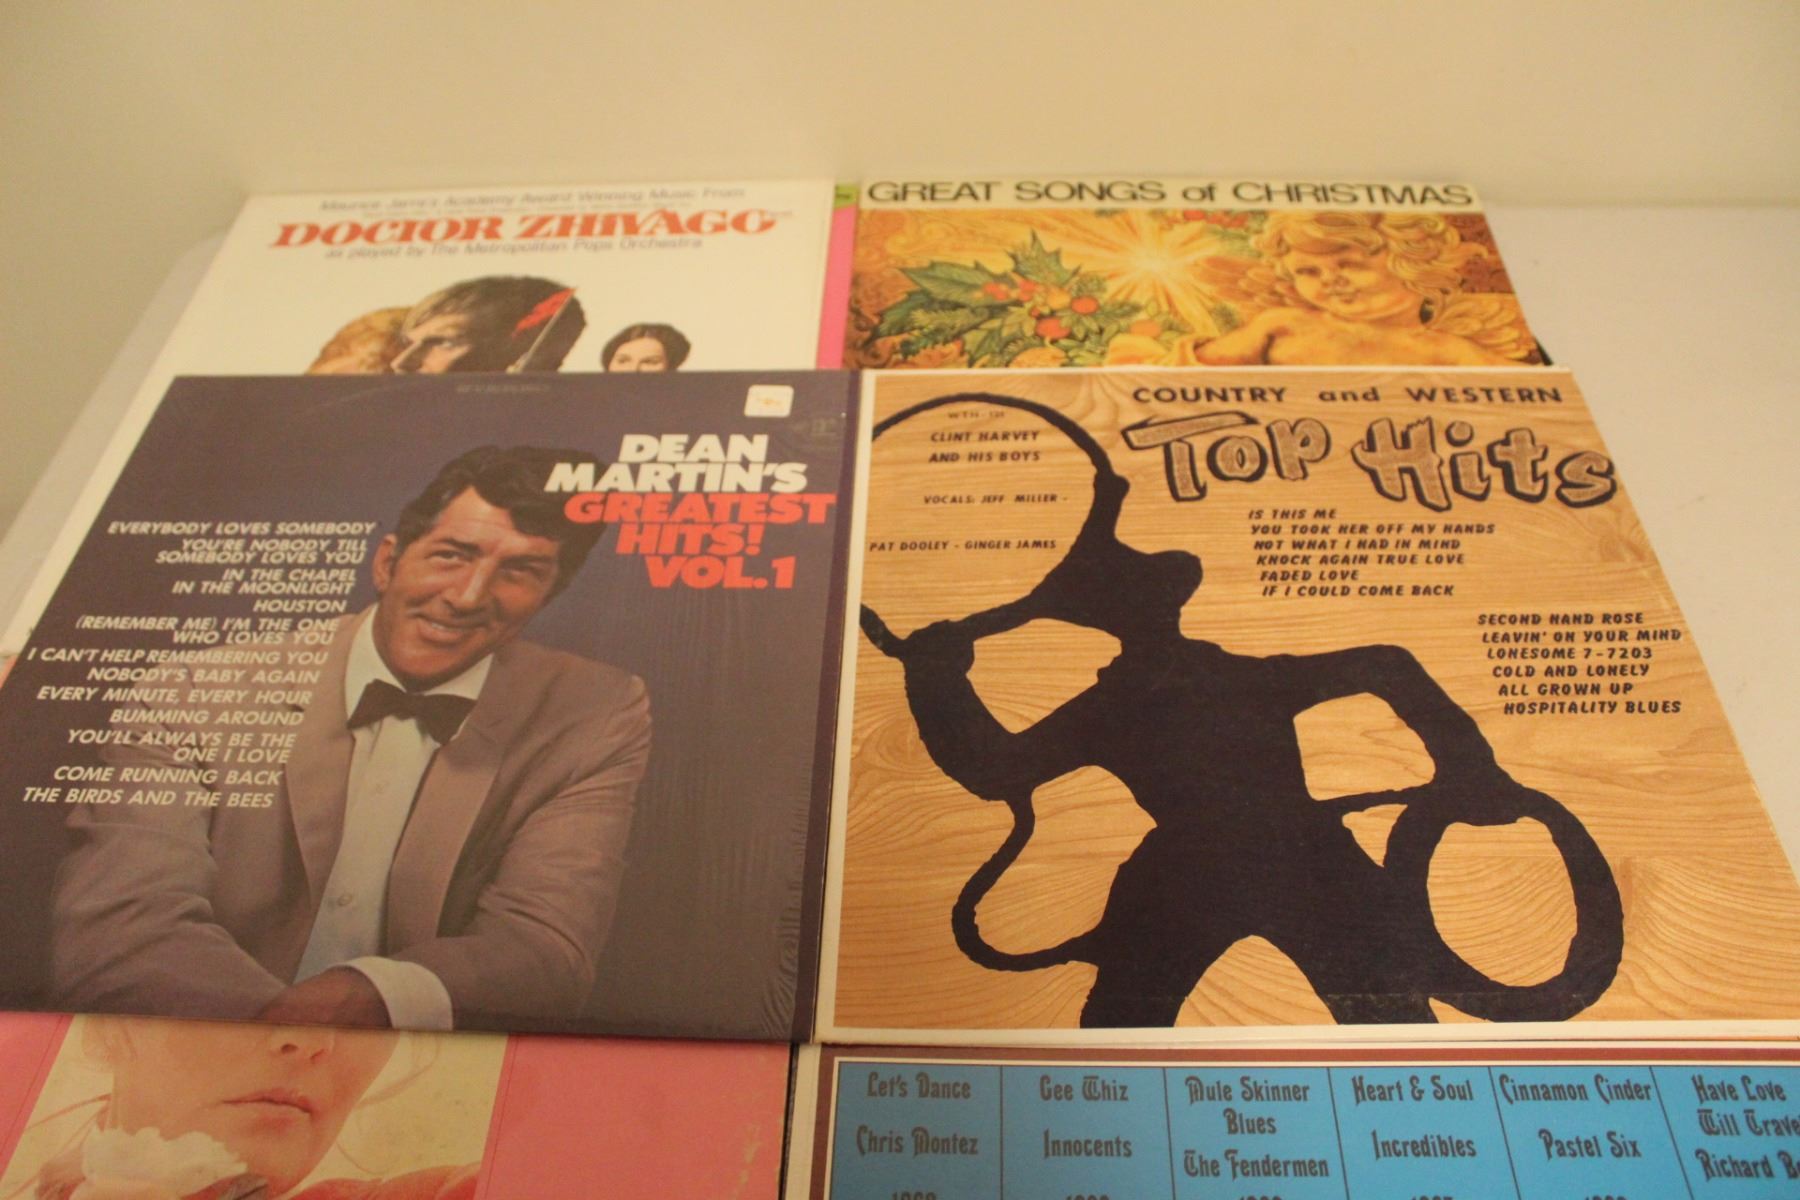 Maurice Jarre's Academy Award Winning Music From
DOCTOR ZHIVAGO
as played by The Metropolitan Pops Orchestra
GREAT SONGS of CHRISTMAS
STEREO
DEAN
MARTIN'S
GREATEST
HITS!
VOL.1
EVERYBODY LOVES SOMEBODY
YOU'RE NOBODY TILL
SOMEBODY LOVES YOU
IN THE CHAPEL
IN THE MOONLIGHT
HOUSTON
(REMEMBER ME) I'M THE ONE
WHO LOVES YOU
I CAN'T HELP REMEMBERING YOU
NOBODY'S BABY AGAIN
EVERY MINUTE, EVERY HOUR
BUMMING AROUND
YOU'LL ALWAYS BE THE
ONE I LOVE
COME RUNNING BACK
THE BIRDS AND THE BEES
COUNTRY and WESTERN
Top Hits
CLINT HARVEY
AND HIS BOYS
VOCALS: JEFF MILLER -
PAT DOOLEY - GINGER JAMES
IS THIS ME
YOU TOOK HER OFF MY HANDS
NOT WHAT I HAD IN MIND
KNOCK AGAIN TRUE LOVE
FADED LOVE
IF I COULD COME BACK
SECOND HAND ROSE
LEAVIN' ON YOUR MIND
LONESOME 7-7203
COLD AND LONELY
ALL GROWN UP
HOSPITALITY BLUES
Let's Dance
Chris Montez
Gee Whiz
Innocents
Mule Skinner
Blues
The Fendermen
Heart & Soul
Incredibles
Cinnamon Cinder
Pastel Six
Have Love
Will Trave
Richard